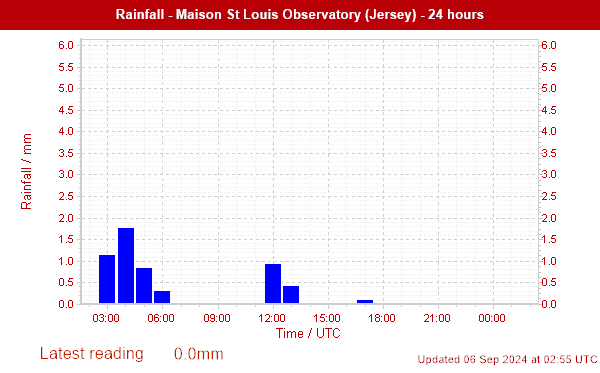 Rainfall - Maison St Louis Observatory (Jersey) - 24 hours
6.0 6.0
5.5 5.5
5.0 5.0
4.5 4.5
4.0 4.0
3.5 3.5
3.0 3.0
2.5 2.5
2.0 2.0
1.5 1.5
1.0 1.0
0.5 0.5
0.0 0.0
Rainfall / mm
03:00 06:00 09:00 12:00 15:00 18:00 21:00 00:00
Time / UTC
Latest reading 0.0mm
Updated 06 Sep 2024 at 02:55 UTC